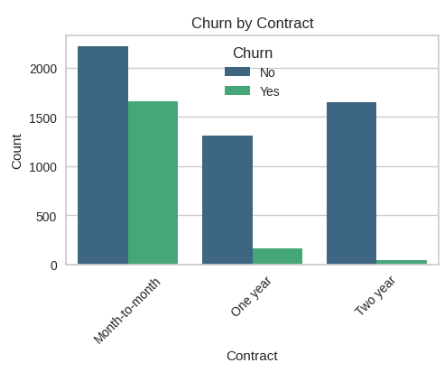 Churn by Contract
Churn
No
Yes
Count
2000
1500
1000
500
0
Month-to-month
One year
Two year
Contract